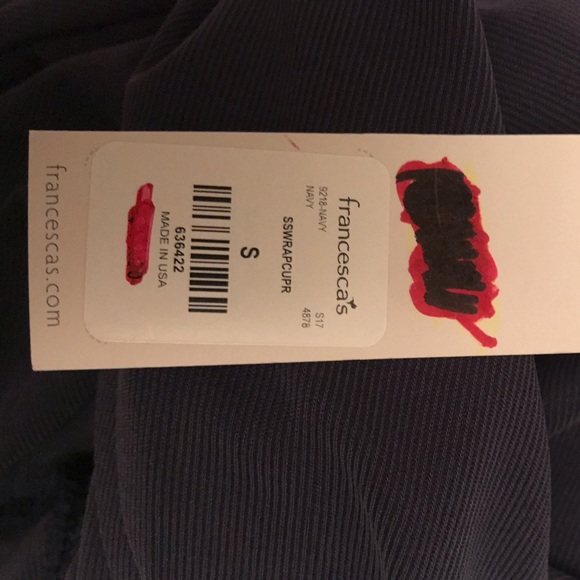 francesca's
9218-NAVY S17
NAVY 4878
SSWRAPCUPR
S
636422
MADE IN USA
francescas.com